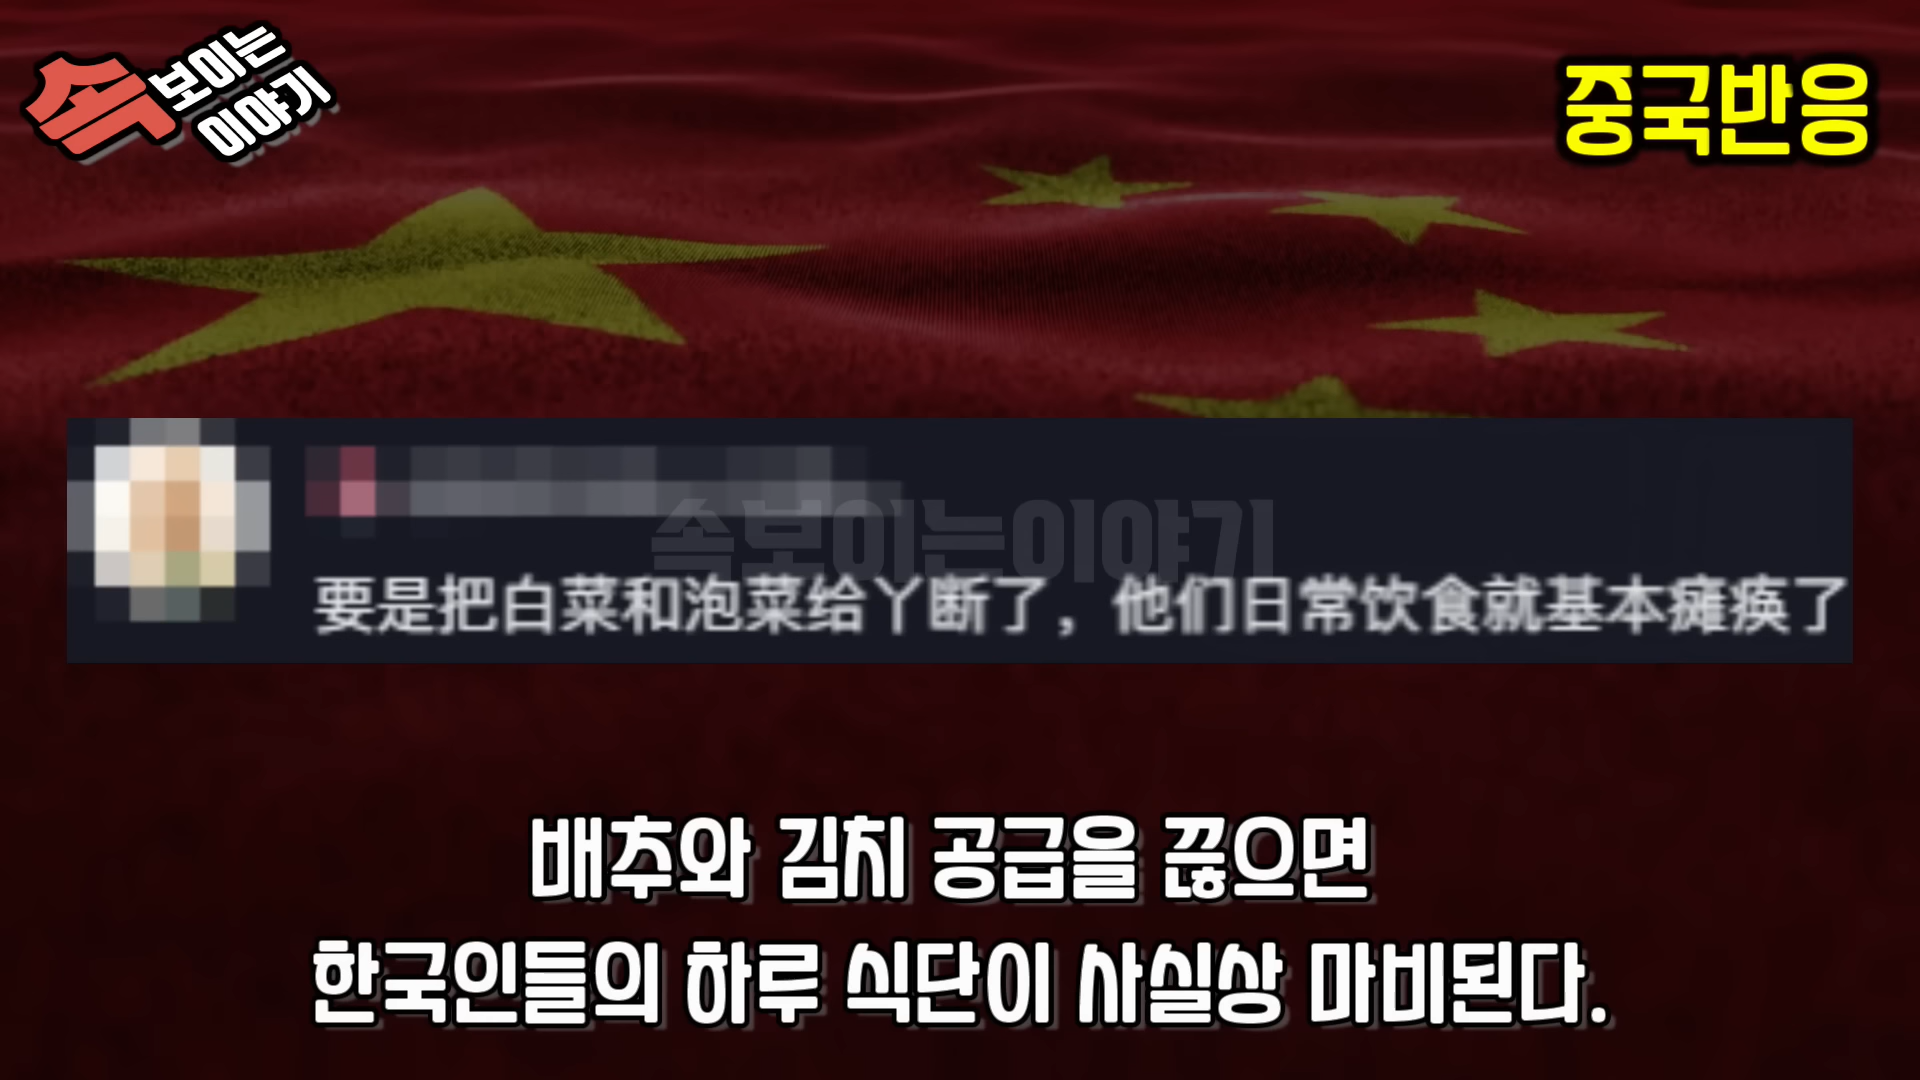 속보이는
이야기
중국반응
속보이는이야기
要是把白菜和泡菜给丫断了，他们日常饮食就基本瘫痪了
배추와 김치 공급을 끊으면
한국인들의 하루 식단이 사실상 마비된다.